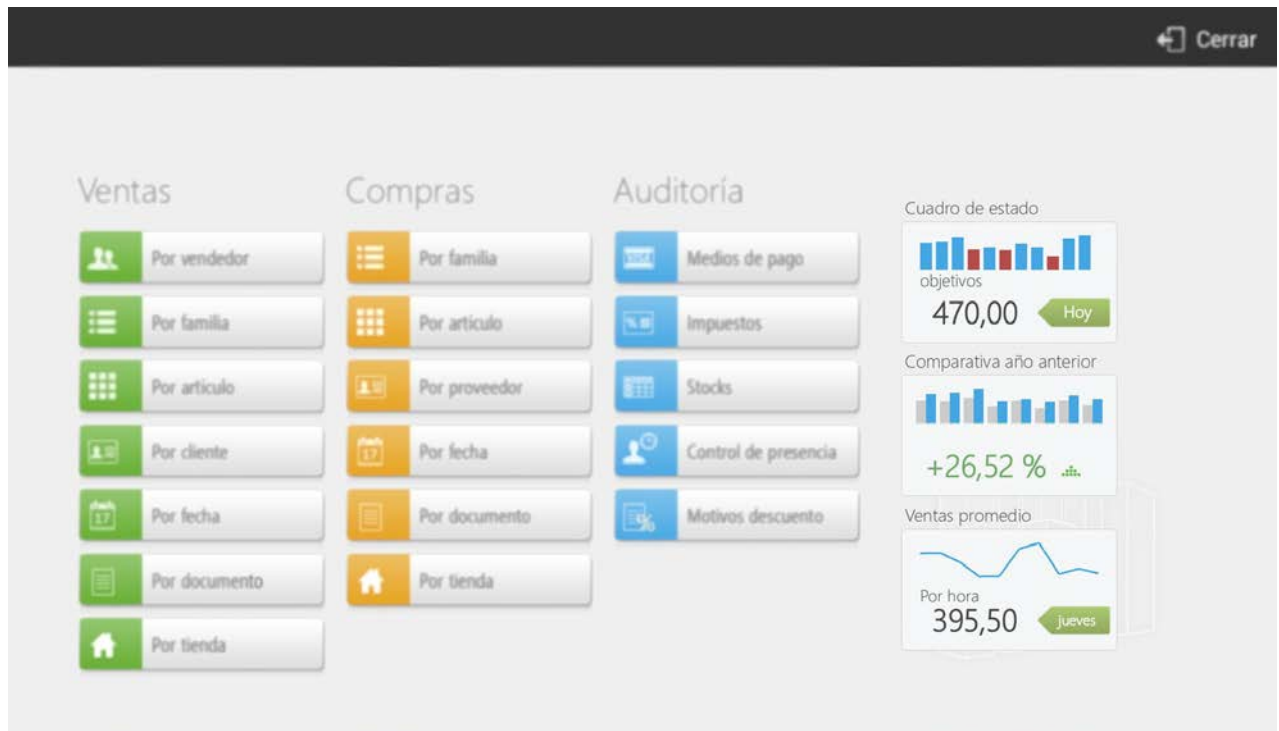 Cerrar
Ventas
Por vendedor
Por familia
Por artículo
Por cliente
Por fecha
Por documento
Por tienda
Compras
Por familia
Por artículo
Por proveedor
Por fecha
Por documento
Por tienda
Auditoría
Medios de pago
Impuestos
Stocks
Control de presencia
Motivos descuento
Cuadro de estado
objetivos
470,00 Hoy
Comparativa año anterior
+26,52 %
Ventas promedio
Por hora
395,50 jueves
17
17
VISA